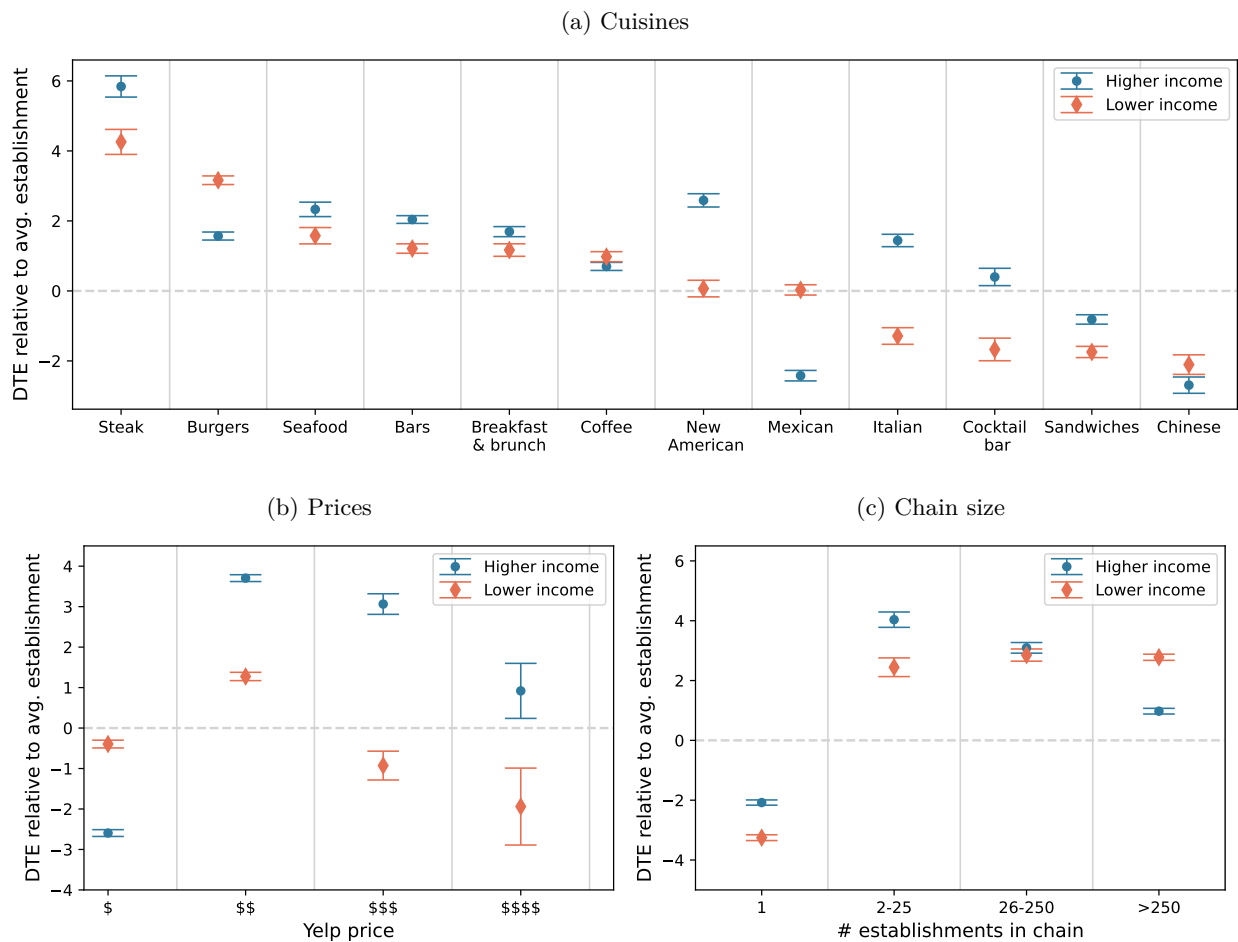 (a) Cuisines
DTE relative to avg. establishment
6
4
2
0
−2
Higher income
Lower income
Steak
Burgers
Seafood
Bars
Breakfast
& brunch
Coffee
New
American
Mexican
Italian
Cocktail
bar
Sandwiches
Chinese
(b) Prices
DTE relative to avg. establishment
4
3
2
1
0
−1
−2
−3
−4
Higher income
Lower income
$
$$
$$$
$$$$
Yelp price
(c) Chain size
DTE relative to avg. establishment
6
4
2
0
−2
−4
Higher income
Lower income
1
2-25
26-250
>250
# establishments in chain